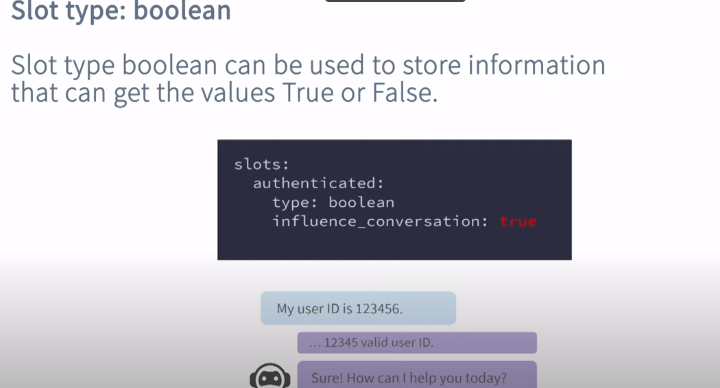 Slot type: boolean
Slot type boolean can be used to store information
that can get the values True or False.
slots:
authenticated:
type: boolean
influence_conversation: true
My user ID is 123456.
... 12345 valid user ID.
Sure! How can I help you today?